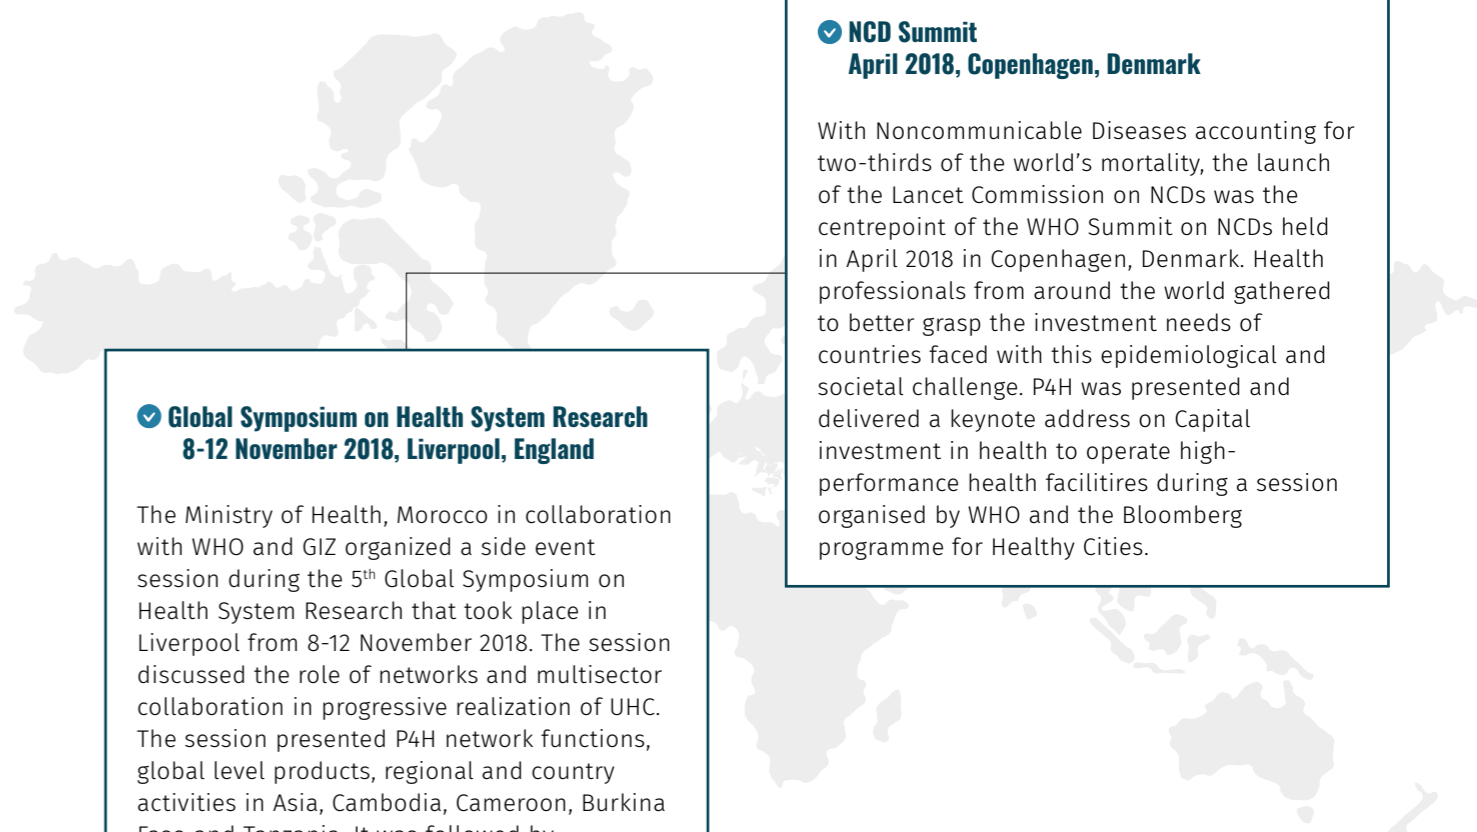 NCD Summit
April 2018, Copenhagen, Denmark
With Noncommunicable Diseases accounting for
two-thirds of the world’s mortality, the launch
of the Lancet Commission on NCDs was the
centrepoint of the WHO Summit on NCDs held
in April 2018 in Copenhagen, Denmark. Health
professionals from around the world gathered
to better grasp the investment needs of
countries faced with this epidemiological and
societal challenge. P4H was presented and
delivered a keynote address on Capital
investment in health to operate high-
performance health facilitires during a session
organised by WHO and the Bloomberg
programme for Healthy Cities.
Global Symposium on Health System Research
8-12 November 2018, Liverpool, England
The Ministry of Health, Morocco in collaboration
with WHO and GIZ organized a side event
session during the 5th Global Symposium on
Health System Research that took place in
Liverpool from 8-12 November 2018. The session
discussed the role of networks and multisector
collaboration in progressive realization of UHC.
The session presented P4H network functions,
global level products, regional and country
activities in Asia, Cambodia, Cameroon, Burkina
Faso and Tanzania. It was followed by